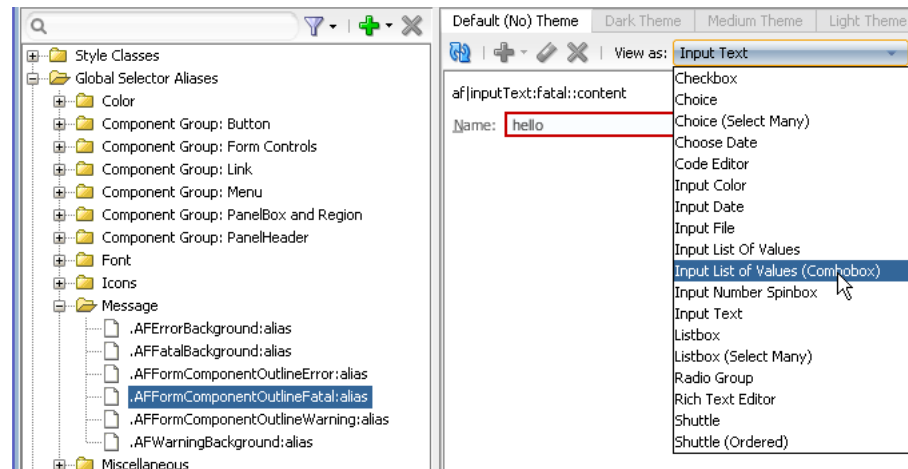 Style Classes
Global Selector Aliases
Color
Component Group: Button
Component Group: Form Controls
Component Group: Link
Component Group: Menu
Component Group: PanelBox and Region
Component Group: PanelHeader
Font
Icons
Message
.AFErrorBackground:alias
.AFFatalBackground:alias
.AFFormComponentOutlineError:alias
.AFFormComponentOutlineFatal:alias
.AFFormComponentOutlineWarning:alias
.AFWarningBackground:alias
Miscellaneous
Default (No) Theme
Dark Theme
Medium Theme
Light Theme
View as: Input Text
af|inputText:fatal::content
Name: hello
Checkbox
Choice
Choice (Select Many)
Choose Date
Code Editor
Input Color
Input Date
Input File
Input List Of Values
Input List of Values (Combobox)
Input Number Spinbox
Input Text
Listbox
Listbox (Select Many)
Radio Group
Rich Text Editor
Shuttle
Shuttle (Ordered)